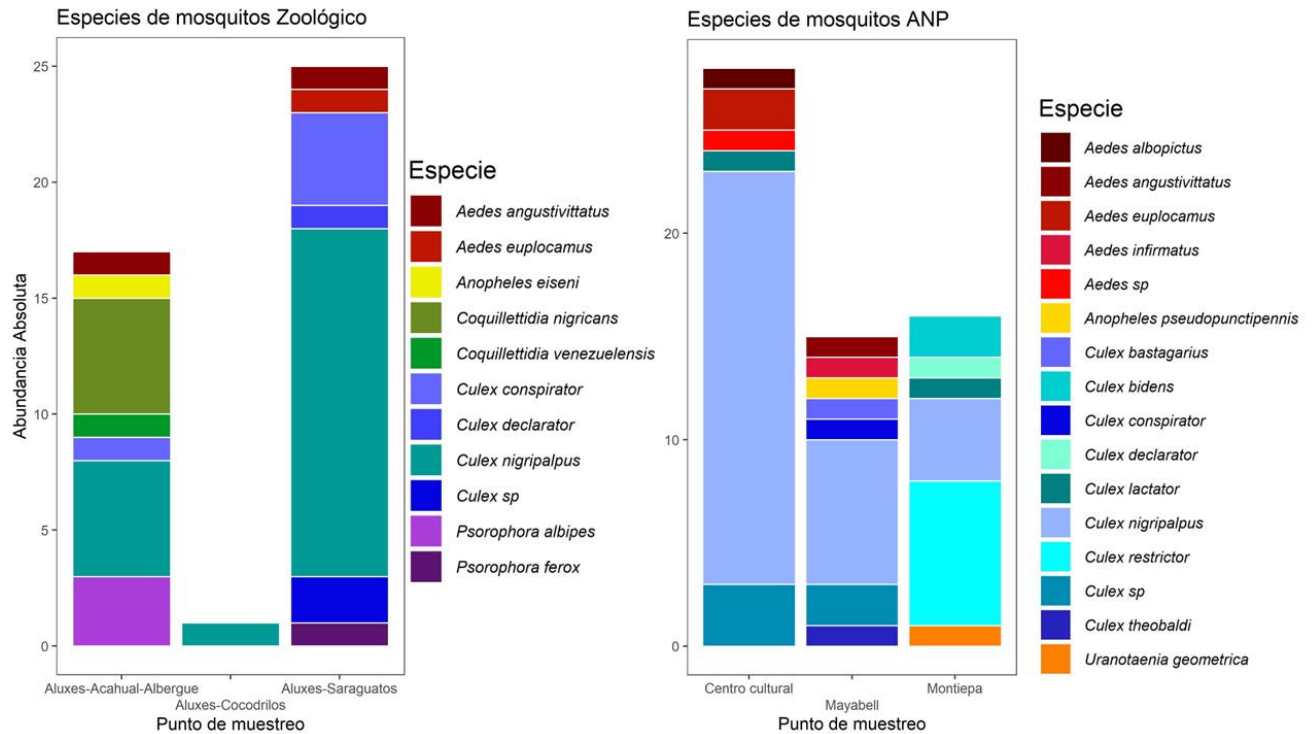 Especies de mosquitos Zoológico
Abundancia Absoluta
25
20
15
10
5
0
Aluxes-Acahual-Albergue
Aluxes-Cocodrilos
Aluxes-Saraguatos
Punto de muestreo
Especie
Aedes angustivittatus
Aedes euplocamus
Anopheles eiseni
Coquillettidia nigricans
Coquillettidia venezuelensis
Culex conspirator
Culex declarator
Culex nigripalpus
Culex sp
Psorophora albipes
Psorophora ferox
Especies de mosquitos ANP
20
10
0
Centro cultural
Mayabell
Montiepa
Punto de muestreo
Especie
Aedes albopictus
Aedes angustivittatus
Aedes euplocamus
Aedes infirmatus
Aedes sp
Anopheles pseudopunctipennis
Culex bastagarius
Culex bidens
Culex conspirator
Culex declarator
Culex lactator
Culex nigripalpus
Culex restrictor
Culex sp
Culex theobaldi
Uranotaenia geometrica